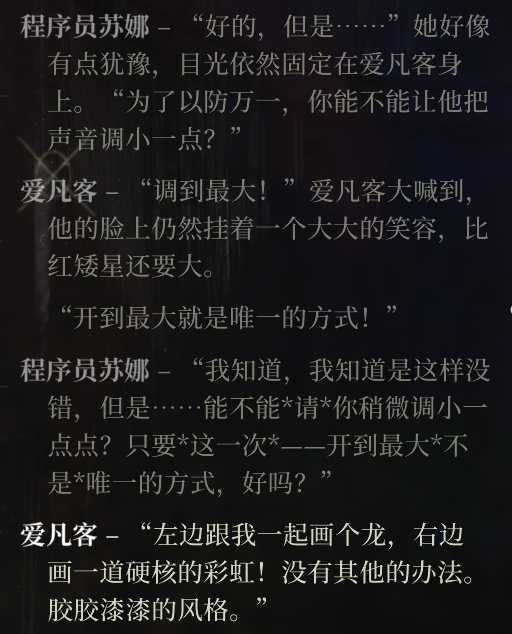 程序员苏娜 – “好的，但是……”她好像
有点犹豫，目光依然固定在爱凡客身
上。“为了以防万一，你能不能让他把
声音调小一点？”
爱凡客 – “调到最大！”爱凡客大喊到，
他的脸上仍然挂着一个大大的笑容，比
红矮星还要大。
“开到最大就是唯一的方式！”
程序员苏娜 – “我知道，我知道是这样没
错，但是……能不能*请*你稍微调小一
点点？只要*这一次*——开到最大*不
是*唯一的方式，好吗？”
爱凡客 – “左边跟我一起画个龙，右边
画一道硬核的彩虹！没有其他的办法。
胶胶漆漆的风格。”